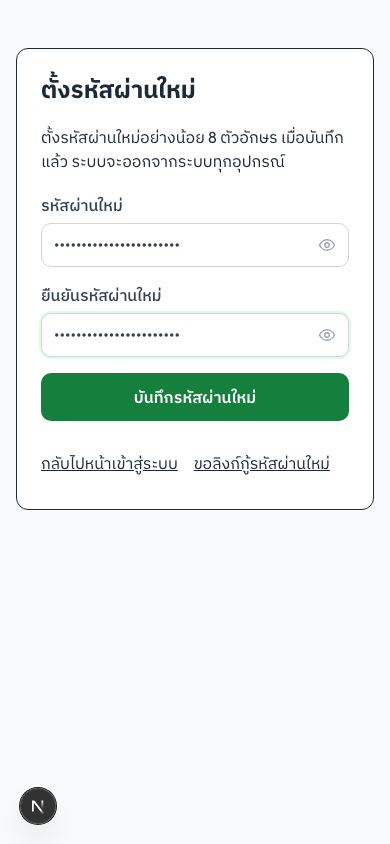 ตั้งรหัสผ่านใหม่
ตั้งรหัสผ่านใหม่อย่างน้อย 8 ตัวอักษร เมื่อบันทึก
แล้ว ระบบจะออกจากระบบทุกอุปกรณ์
รหัสผ่านใหม่
•••••••••••••••••••••••
ยืนยันรหัสผ่านใหม่
•••••••••••••••••••••••
บันทึกรหัสผ่านใหม่
กลับไปหน้าเข้าสู่ระบบ ขอลิงก์กู้รหัสผ่านใหม่
N